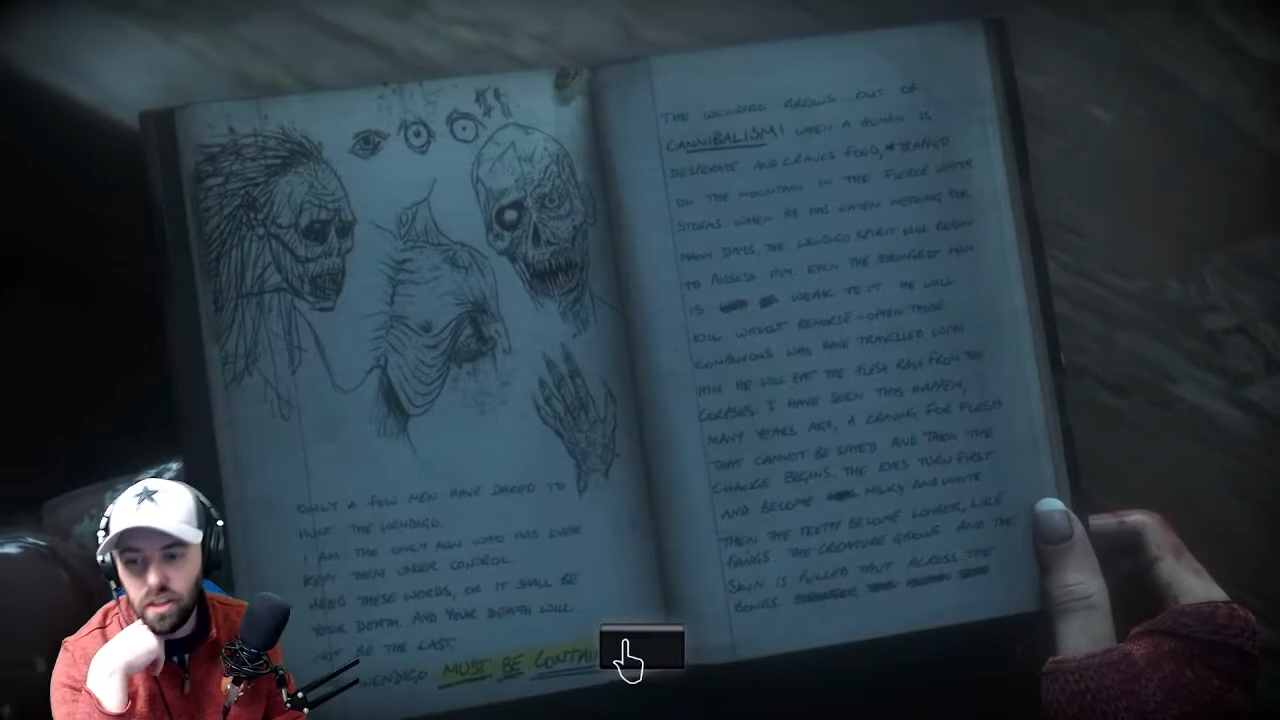 ONLY A FEW MEN HAVE DARED TO
HUNT THE WENDIGO.
I AM THE ONLY MAN WHO HAS EVER
KEPT THEM UNDER CONTROL.
HEED THESE WORDS, OR IT SHALL BE
YOUR DEATH. AND YOUR DEATH WILL
NOT BE THE LAST.
WENDIGO MUST BE CONTAI
THE WENDIGO GROWS OUT OF
CANNIBALISM! WHEN A HUMAN IS
DESPERATE AND CRAVES FOOD, TRAPPED
ON THE MOUNTAIN IN THE FIERCE WINTER
STORMS. WHEN HE HAS EATEN NOTHING FOR
MANY DAYS, THE WENDIGO SPIRIT WILL BEGIN
TO POSSESS HIM. EVEN THE STRONGEST MAN
IS WEAK TO IT. HE WILL
KILL WITHOUT REMORSE - OFTEN THOSE
COMPANIONS WHO HAVE TRAVELLED WITH
HIM. HE WILL EAT THE FLESH RAW FROM THE
CORPSES. I HAVE SEEN THIS HAPPEN,
MANY YEARS AGO, A CRAVING FOR FLESH
THAT CANNOT BE SATED AND THEN THE
CHANGE BEGINS. THE EYES TURN FIRST
AND BECOME MILKY AND WHITE
THEN THE TEETH BECOME LONGER, LIKE
FANGS THE CREATURE GROWS AND THE
SKIN IS PULLED TAUT ACROSS THE
BONES.